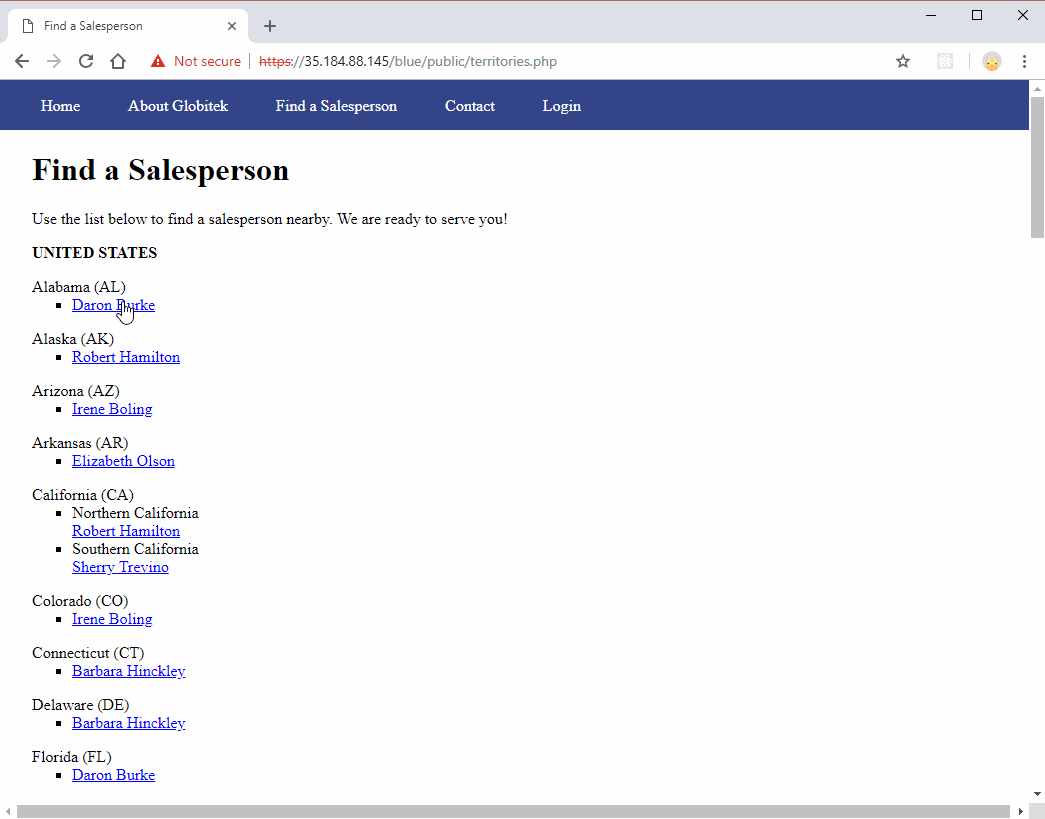 Find a Salesperson
Not secure https://35.184.88.145/blue/public/territories.php
Home About Globitek Find a Salesperson Contact Login
Find a Salesperson
Use the list below to find a salesperson nearby. We are ready to serve you!
UNITED STATES
Alabama (AL)
Daron Burke
Alaska (AK)
Robert Hamilton
Arizona (AZ)
Irene Boling
Arkansas (AR)
Elizabeth Olson
California (CA)
Northern California
Robert Hamilton
Southern California
Sherry Trevino
Colorado (CO)
Irene Boling
Connecticut (CT)
Barbara Hinckley
Delaware (DE)
Barbara Hinckley
Florida (FL)
Daron Burke